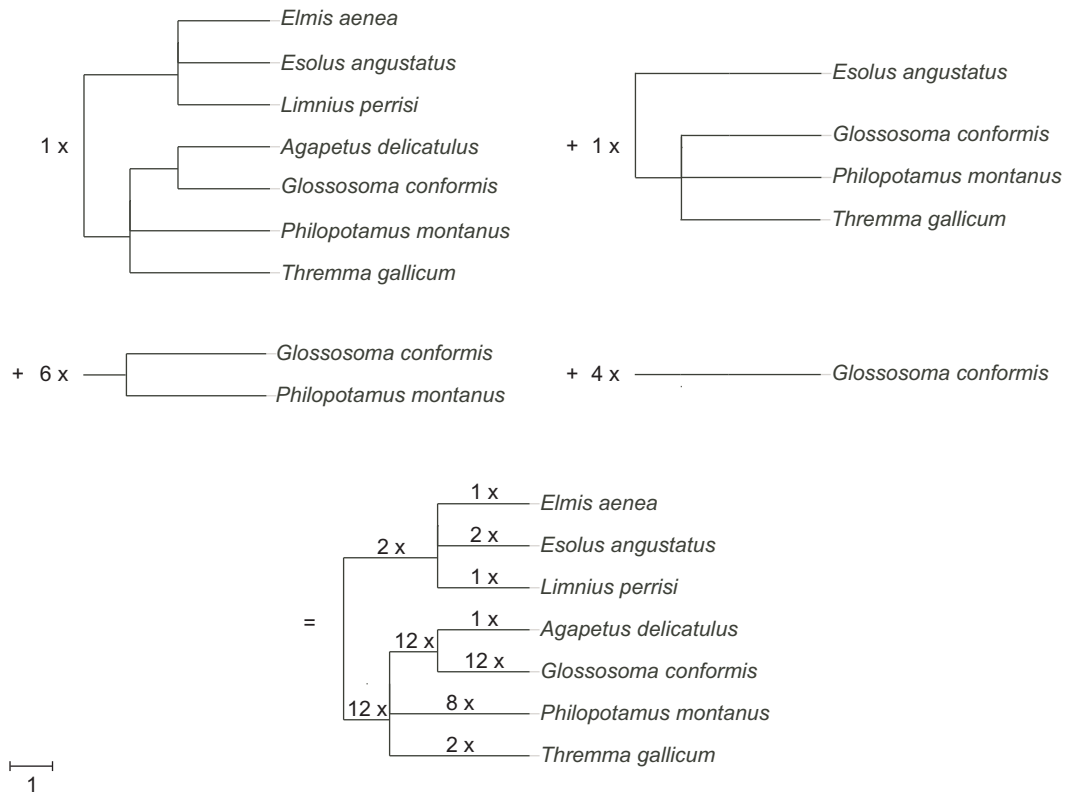 Elmis aenea
Esolus angustatus
Limnius perrisi
1 x
Agapetus delicatulus
Glossosoma conformis
Philopotamus montanus
Thremma gallicum
Esolus angustatus
+ 1 x
Glossosoma conformis
Philopotamus montanus
Thremma gallicum
+ 6 x
Glossosoma conformis
Philopotamus montanus
+ 4 x
Glossosoma conformis
=
1 x Elmis aenea
2 x
2 x Esolus angustatus
1 x Limnius perrisi
1 x Agapetus delicatulus
12 x
12 x Glossosoma conformis
12 x
8 x Philopotamus montanus
2 x Thremma gallicum
1